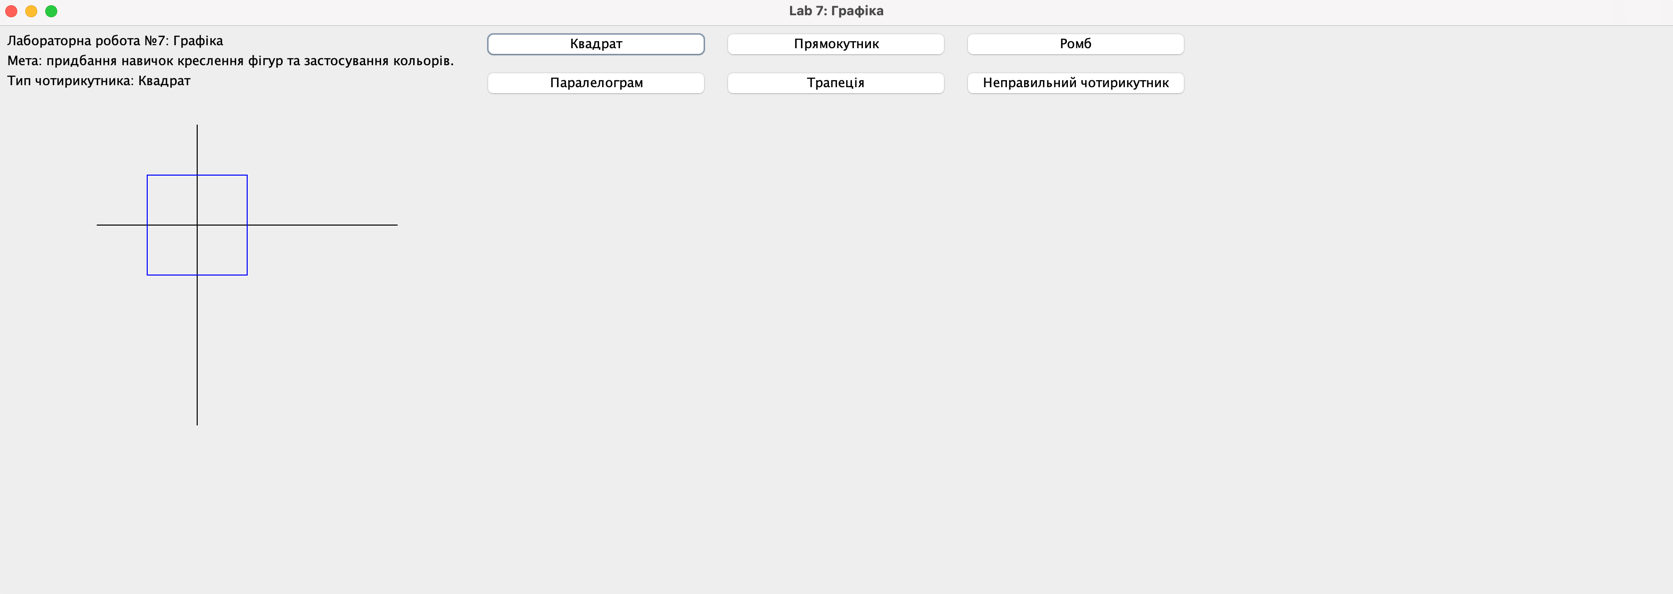 Lab 7: Графіка
Лабораторна робота №7: Графіка
Мета: придбання навичок креслення фігур та застосування кольорів.
Тип чотирикутника: Квадрат
Квадрат
Прямокутник
Ромб
Паралелограм
Трапеція
Неправильний чотирикутник